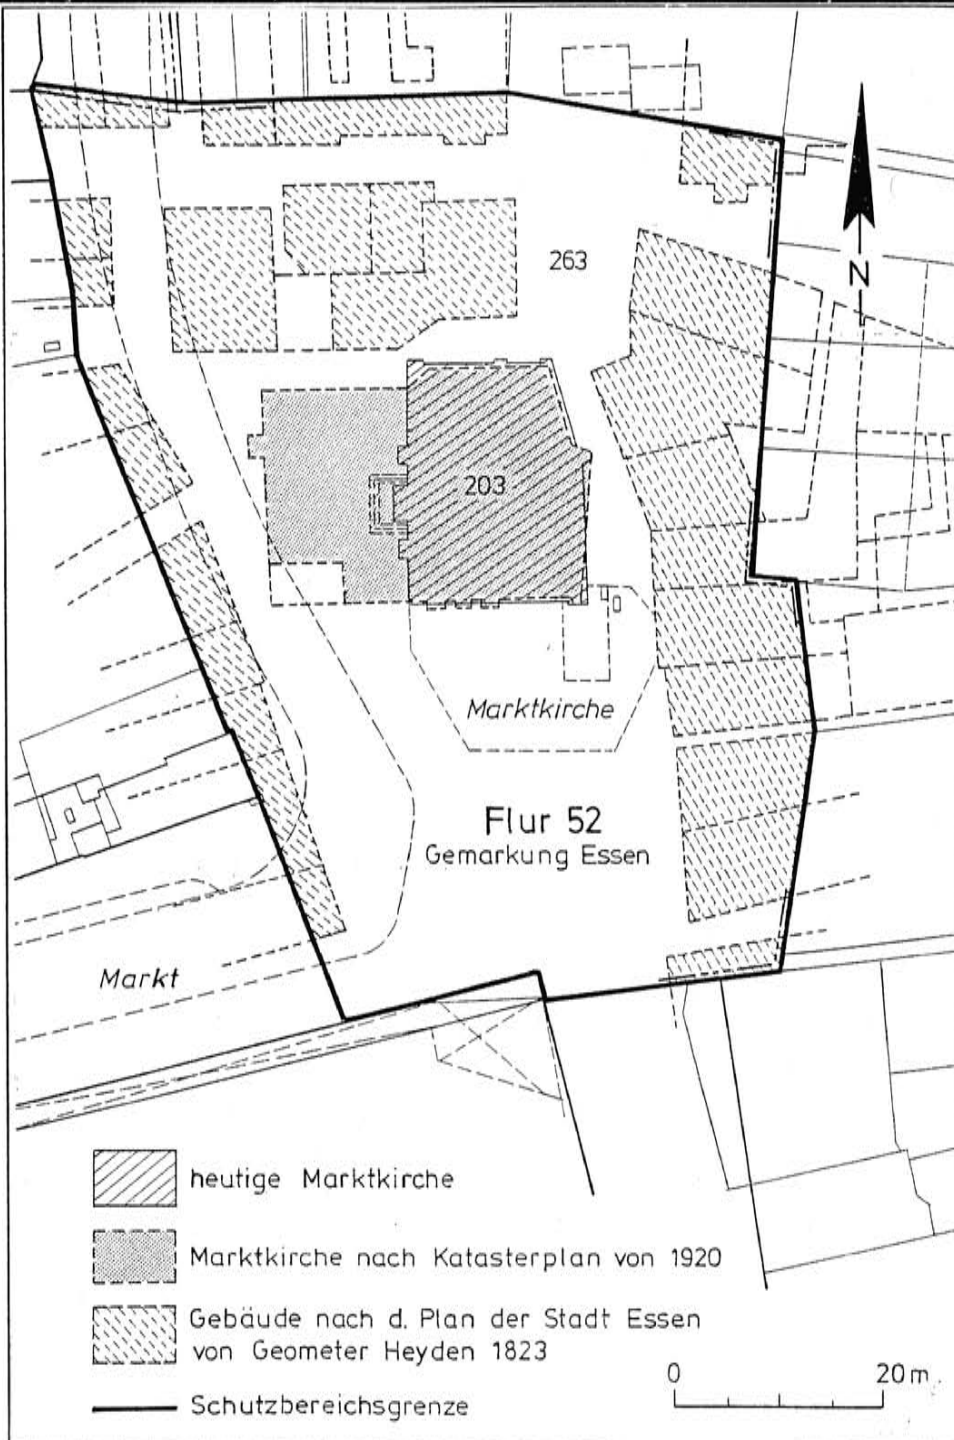 263
N
203
Marktkirche
Flur 52
Gemarkung Essen
Markt
heutige Marktkirche
Marktkirche nach Katasterplan von 1920
Gebäude nach d. Plan der Stadt Essen
von Geometer Heyden 1823
Schutzbereichsgrenze
0 20 m